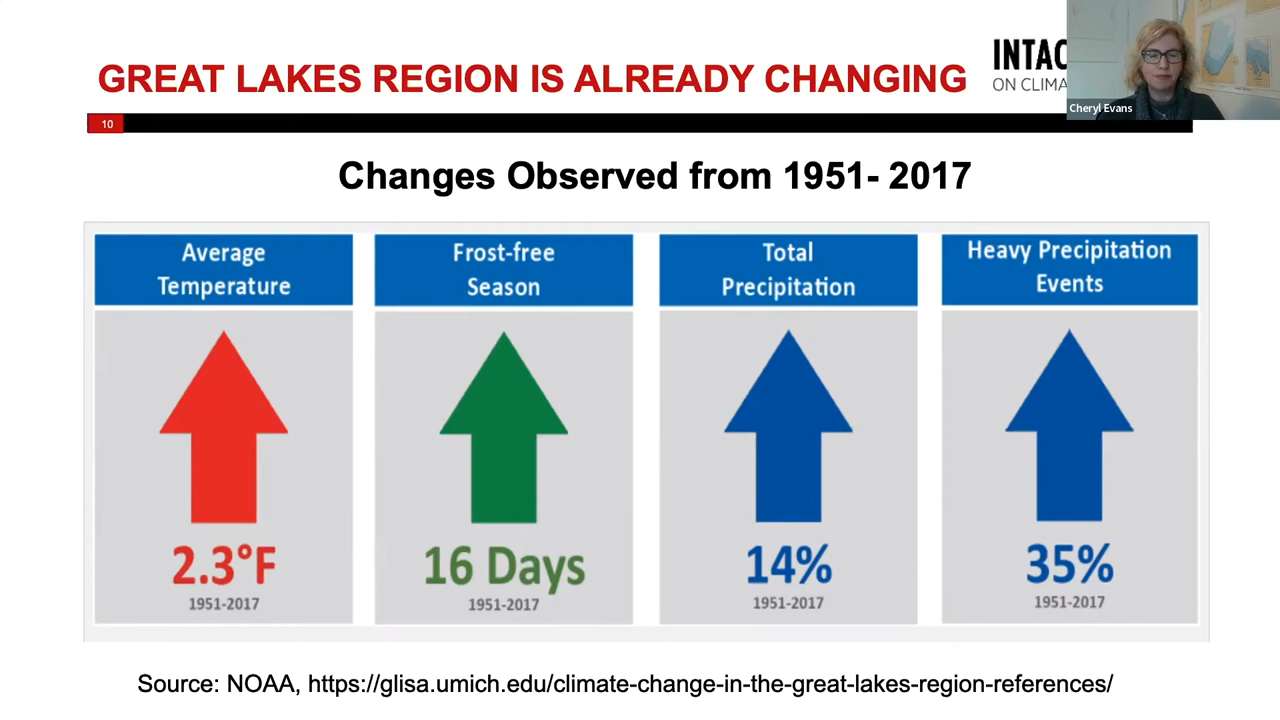 GREAT LAKES REGION IS ALREADY CHANGING
INTAC
ON CLIMA
Cheryl Evans
10
Changes Observed from 1951- 2017
Average
Temperature
2.3°F
1951-2017
Frost-free
Season
16 Days
1951-2017
Total
Precipitation
14%
1951-2017
Heavy Precipitation
Events
35%
1951-2017
Source: NOAA, https://glisa.umich.edu/climate-change-in-the-great-lakes-region-references/